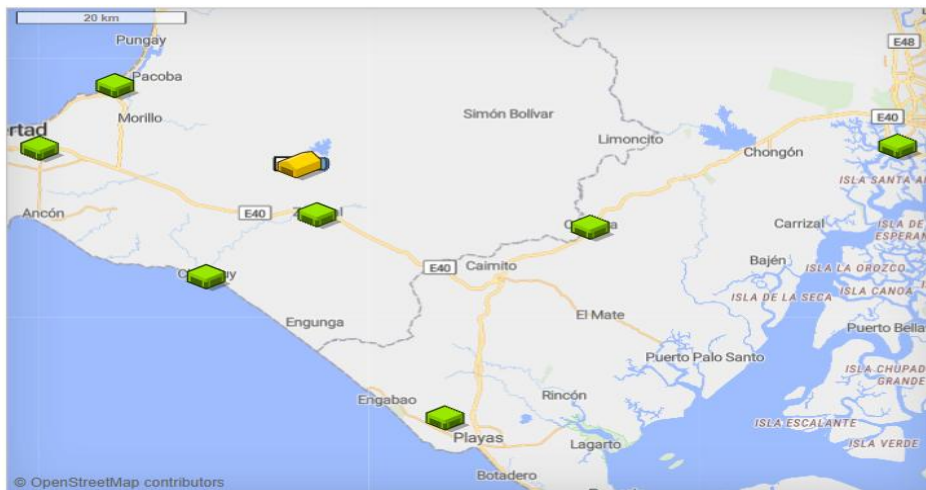 20 km
Pungay
E48
Pacoba
Morillo
Simón Bolívar
E40
ertad
Limoncito
Chongón
ISLA SANTA A
Ancón
E40
Carrizal
ISLA DE
ESPERAN
E40
Caimito
Bajén
ISLA LA OROZCO
ISLA DE LA SECA
ISLA CANOA
Engunga
El Mate
Puerto Bella
Puerto Palo Santo
ISLA CHUPAD
GRANDE
Engabao
Rincón
ISLA ESCALANTE
Playas
Lagarto
ISLA VERDE
Botadero
© OpenStreetMap contributors